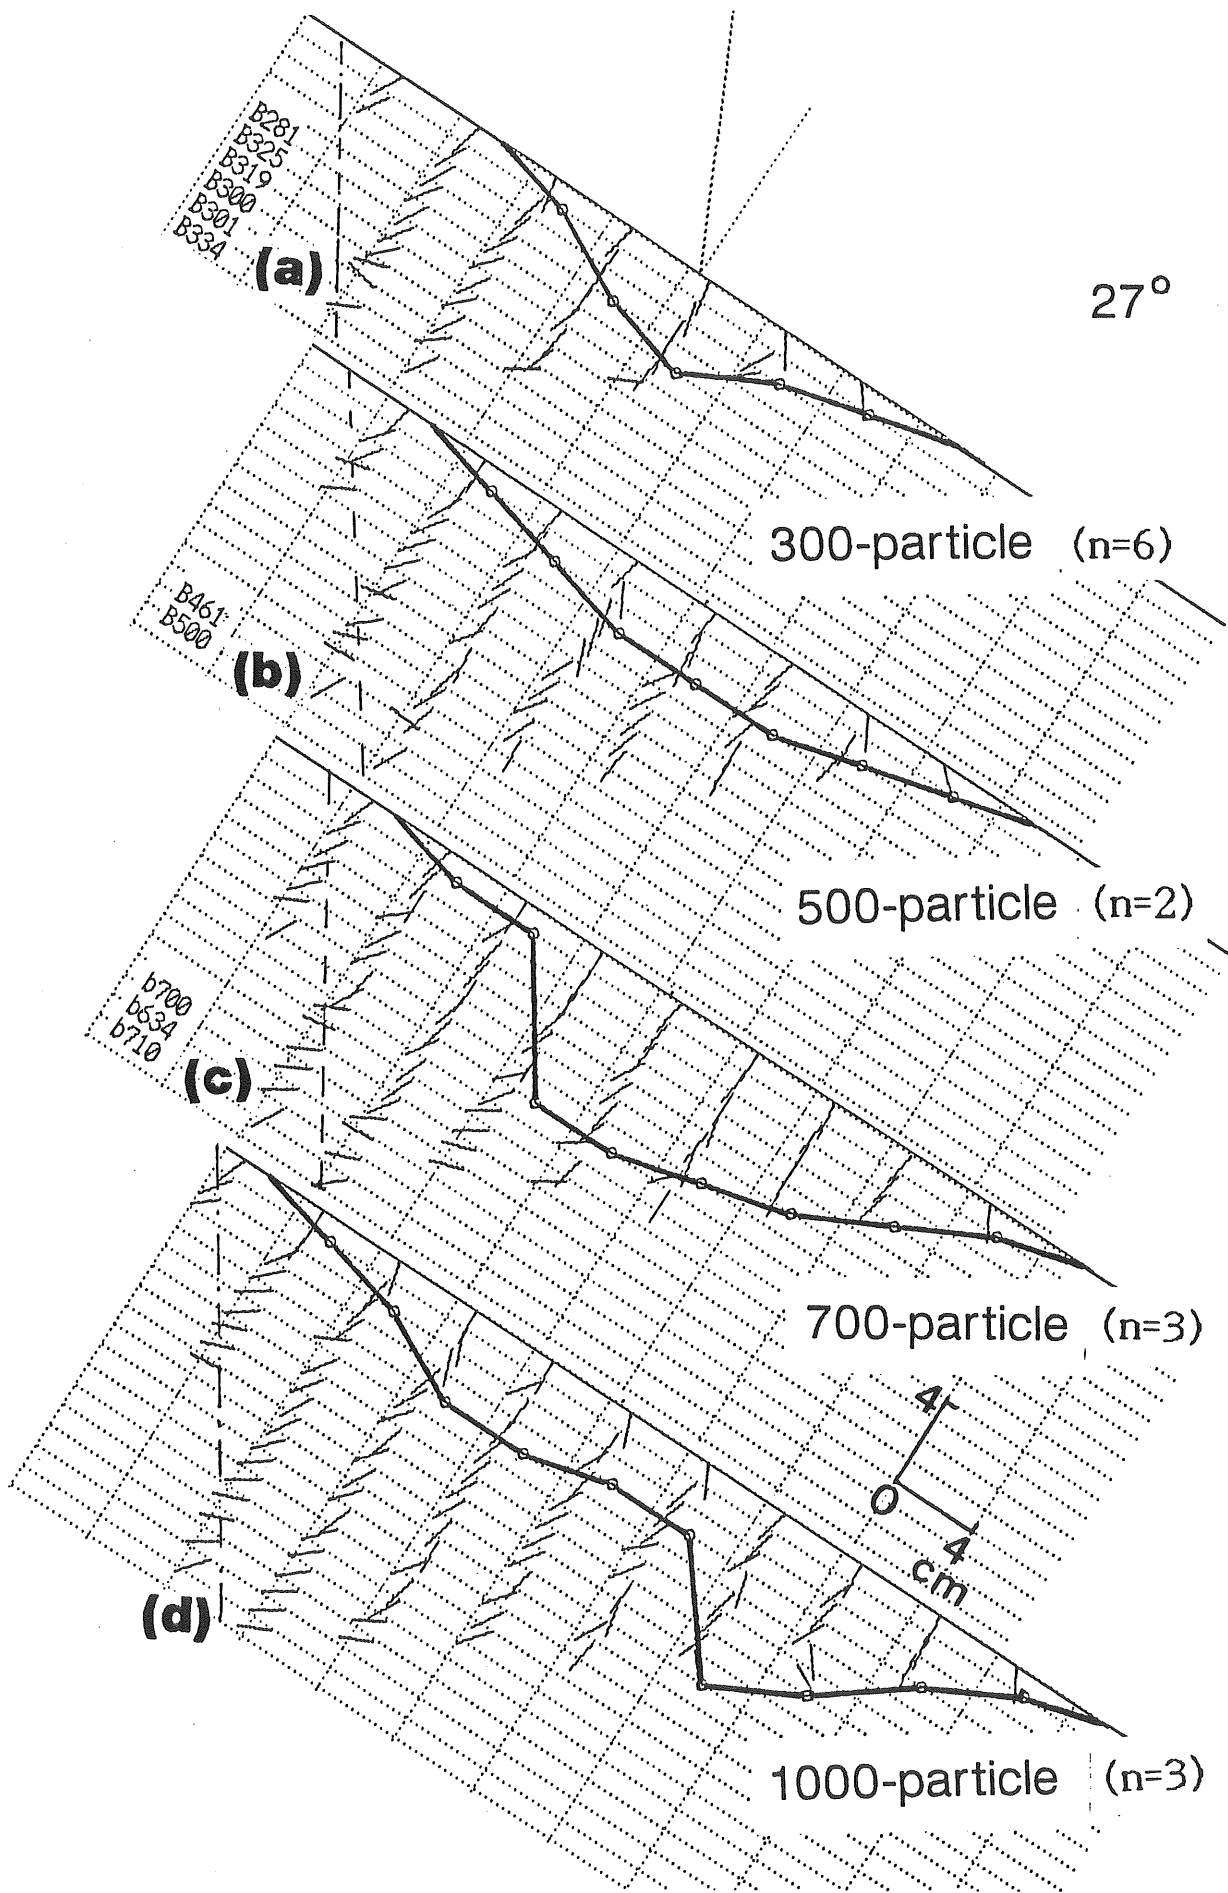 B281
B325
B319
B300
B301
B334
(a)
27°
300-particle (n=6)
B461
B500
(b)
500-particle (n=2)
b700
b634
b710
(c)
700-particle (n=3)
4
0
4
cm
(d)
1000-particle (n=3)